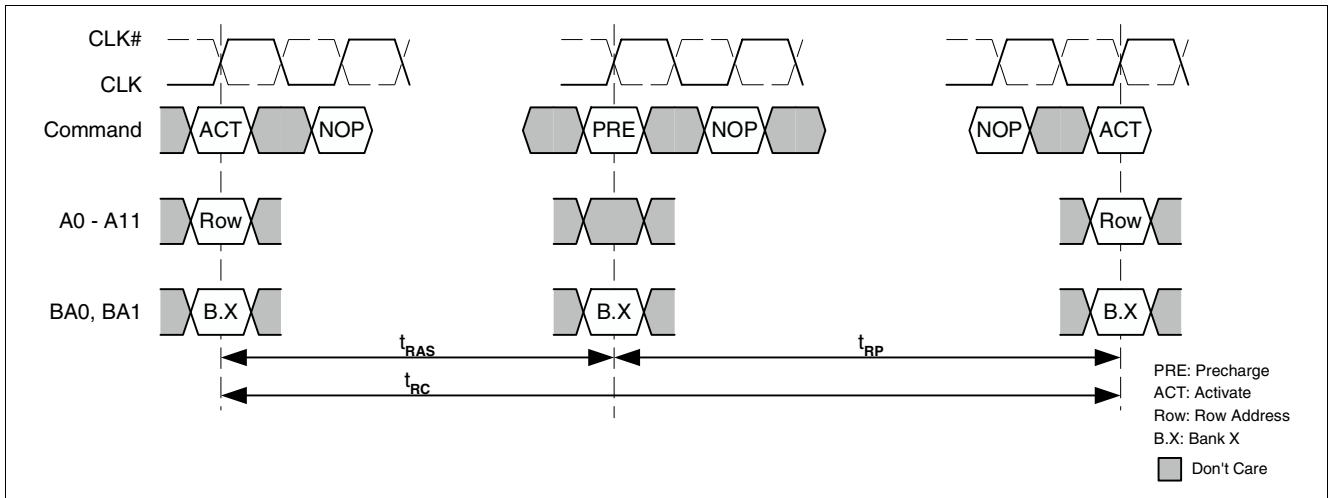 CLK#
CLK
Command ACT NOP PRE NOP NOP ACT
A0 - A11 Row Row
BA0, BA1 B.X B.X B.X
tRAS tRP
tRC
PRE: Precharge
ACT: Activate
Row: Row Address
B.X: Bank X
Don't Care